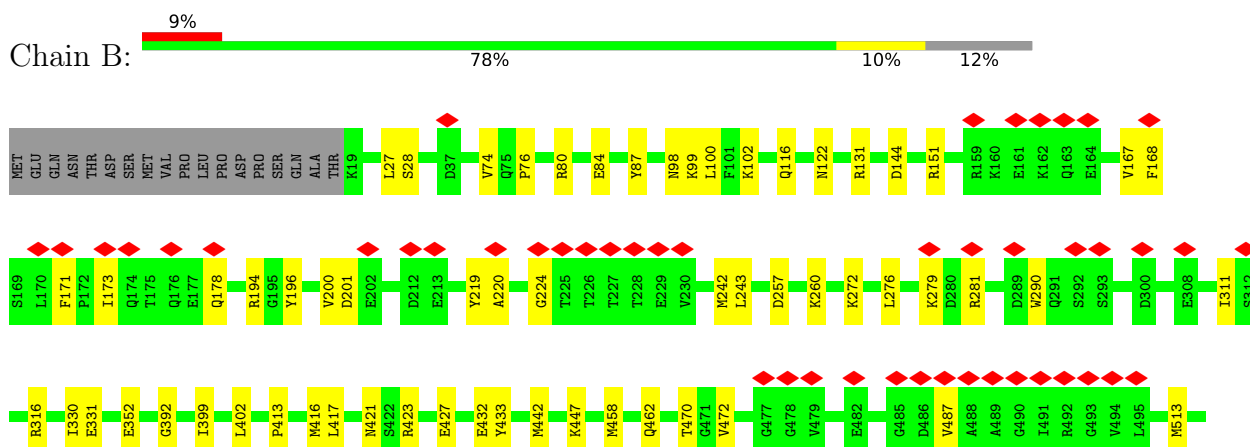 9%
Chain B:
78% 10% 12%
MET GLU GLN ASN THR ASP SER MET VAL PRO LEU PRO ASP PRO SER GLN ALA THR K19 L27 S28 D37 V74 Q75 P76 R80 E84 Y87 N98 K99 L100 F101 K102 Q116 N122 R131 D144 R151 R159 K160 E161 K162 Q163 E164 V167 F168
S169 L170 F171 P172 I173 Q174 T175 Q176 E177 Q178 R194 G195 Y196 V200 D201 E202 D212 E213 Y219 A220 G224 T225 T226 T227 T228 E229 V230 M242 L243 D257 K260 K272 L276 K279 D280 R281 D289 W290 Q291 S292 S293 D300 E308 I311 S312
R316 I330 E331 E352 G392 I399 L402 P413 M416 L417 N421 S422 R423 E427 E432 Y433 M442 K447 M458 Q462 T470 G471 V472 G477 G478 V479 E482 G485 D486 V487 A488 A489 G490 I491 R492 G493 V494 L495 M513